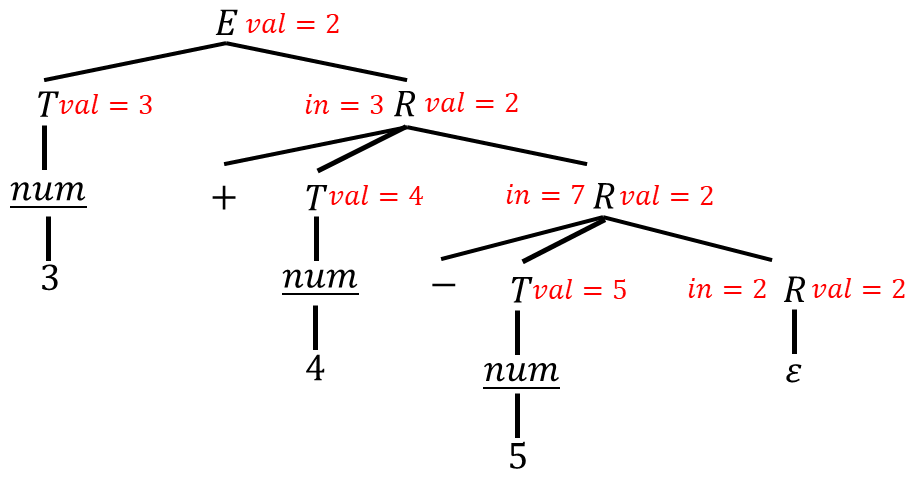 E val = 2
T val = 3 in = 3 R val = 2
num + T val = 4 in = 7 R val = 2
3 num − T val = 5 in = 2 R val = 2
4 num ε
5